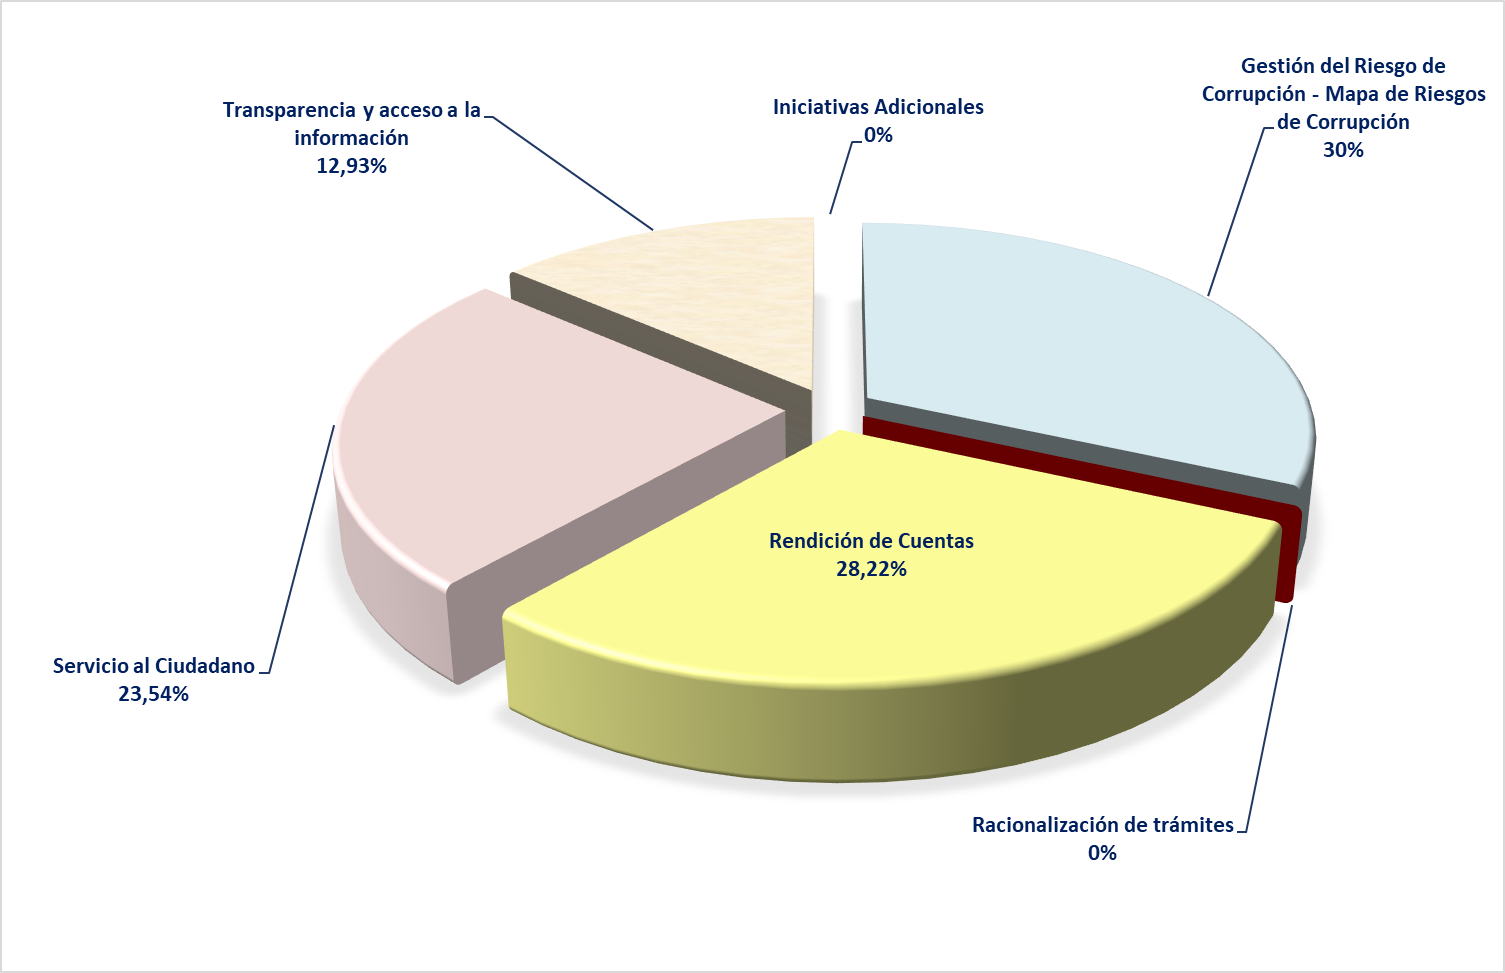 Gestión del Riesgo de
Corrupción - Mapa de Riesgos
de Corrupción
30%
Transparencia y acceso a la
información
12,93%
Iniciativas Adicionales
0%
Rendición de Cuentas
28,22%
Servicio al Ciudadano
23,54%
Racionalización de trámites
0%